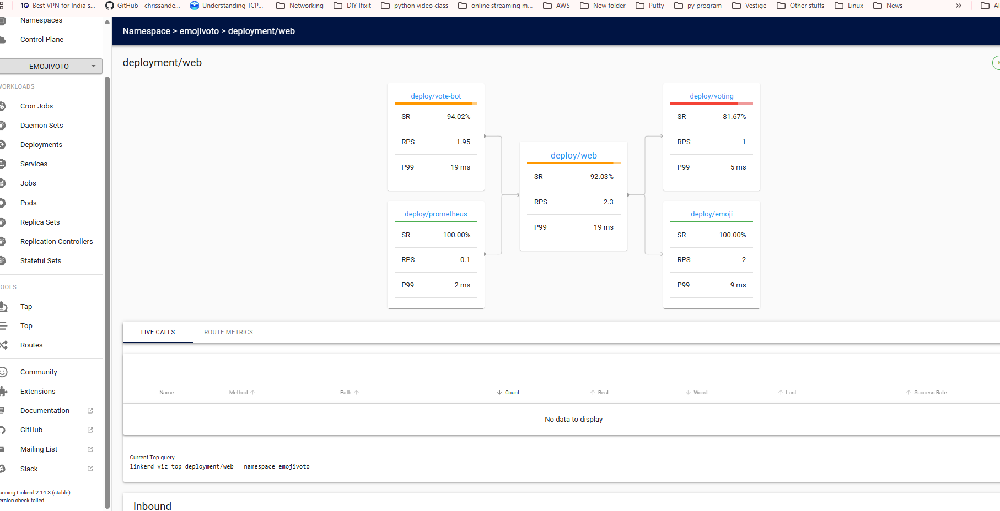 Best VPN for India s...
GitHub - chrissande...
Understanding TCP...
Networking
DIY Ifixit
python video class
online streaming m...
AWS
New folder
Putty
py program
Vestige
Other stuffs
Linux
News
»
Namespaces
Control Plane
EMOJIVOTO
WORKLOADS
Cron Jobs
Daemon Sets
Deployments
Services
Jobs
Pods
Replica Sets
Replication Controllers
Stateful Sets
TOOLS
Tap
Top
Routes
Community
Extensions
Documentation
GitHub
Mailing List
Slack
unning Linkerd 2.14.3 (stable).
ersion check failed.
Namespace > emojivoto > deployment/web
deployment/web
deploy/vote-bot
SR 94.02%
RPS 1.95
P99 19 ms
deploy/prometheus
SR 100.00%
RPS 0.1
P99 2 ms
deploy/web
SR 92.03%
RPS 2.3
P99 19 ms
deploy/voting
SR 81.67%
RPS 1
P99 5 ms
deploy/emoji
SR 100.00%
RPS 2
P99 9 ms
LIVE CALLS ROUTE METRICS
Name Method Path Count Best Worst Last Success Rate
No data to display
Current Top query
linkerd viz top deployment/web --namespace emojivoto
Inbound